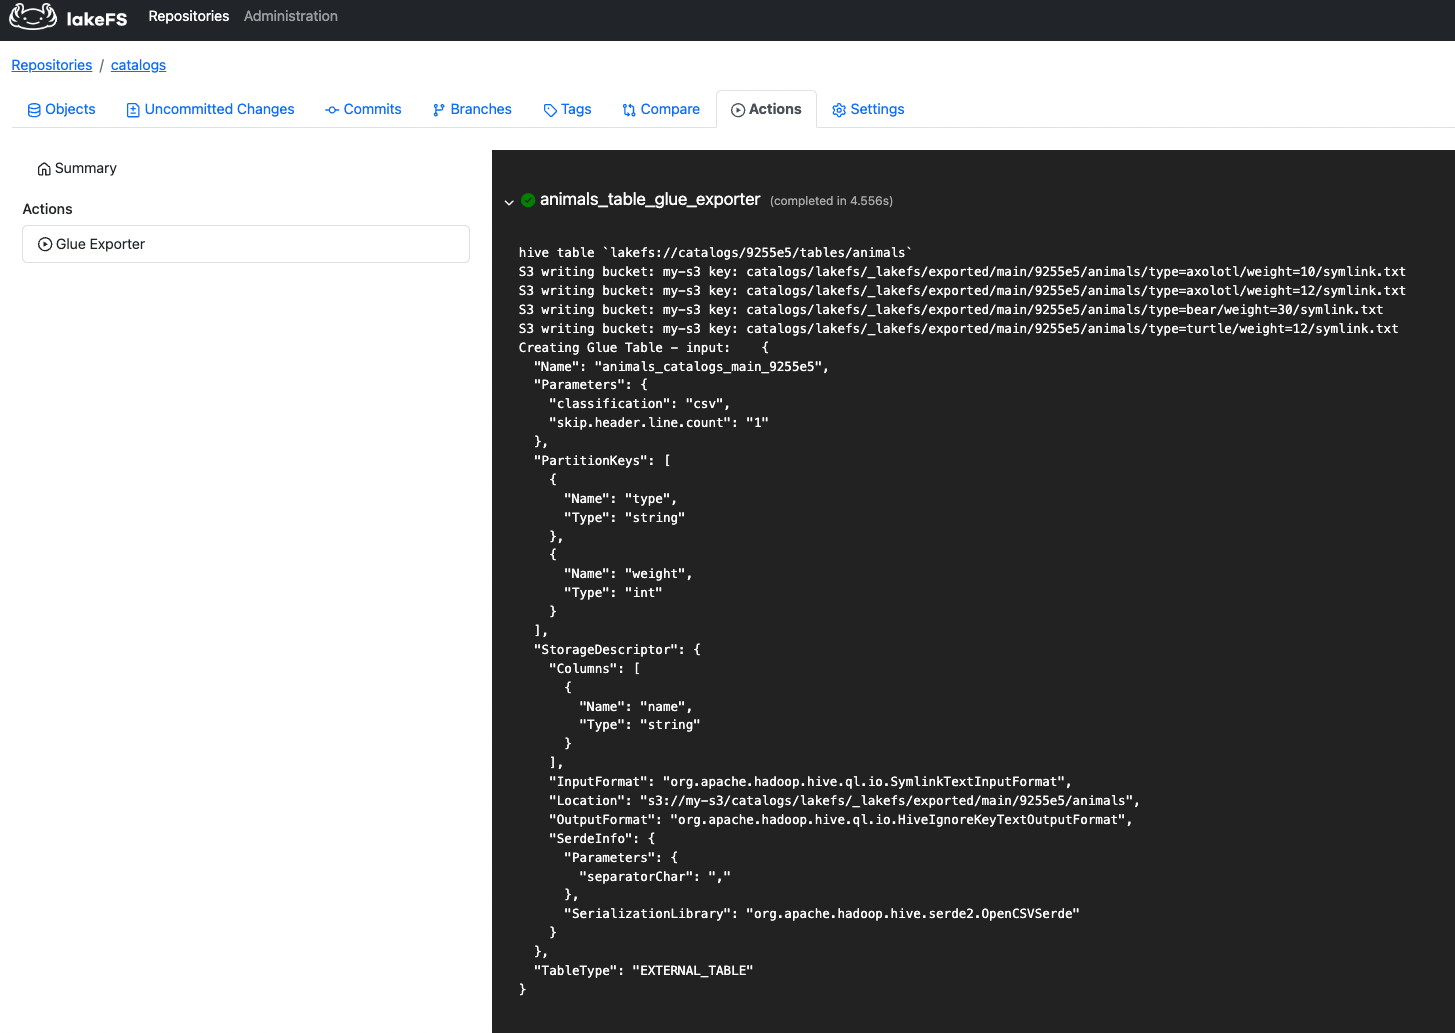 lakeFS Repositories Administration
Repositories / catalogs
Objects Uncommitted Changes Commits Branches Tags Compare Actions Settings
Summary
Actions
Glue Exporter
animals_table_glue_exporter (completed in 4.556s)
hive table `lakefs://catalogs/9255e5/tables/animals`
S3 writing bucket: my-s3 key: catalogs/lakefs/_lakefs/exported/main/9255e5/animals/type=axolotl/weight=10/symlink.txt
S3 writing bucket: my-s3 key: catalogs/lakefs/_lakefs/exported/main/9255e5/animals/type=axolotl/weight=12/symlink.txt
S3 writing bucket: my-s3 key: catalogs/lakefs/_lakefs/exported/main/9255e5/animals/type=bear/weight=30/symlink.txt
S3 writing bucket: my-s3 key: catalogs/lakefs/_lakefs/exported/main/9255e5/animals/type=turtle/weight=12/symlink.txt
Creating Glue Table - input:    {
  "Name": "animals_catalogs_main_9255e5",
  "Parameters": {
    "classification": "csv",
    "skip.header.line.count": "1"
  },
  "PartitionKeys": [
    {
      "Name": "type",
      "Type": "string"
    },
    {
      "Name": "weight",
      "Type": "int"
    }
  ],
  "StorageDescriptor": {
    "Columns": [
      {
        "Name": "name",
        "Type": "string"
      }
    ],
    "InputFormat": "org.apache.hadoop.hive.ql.io.SymlinkTextInputFormat",
    "Location": "s3://my-s3/catalogs/lakefs/_lakefs/exported/main/9255e5/animals",
    "OutputFormat": "org.apache.hadoop.hive.ql.io.HiveIgnoreKeyTextOutputFormat",
    "SerdeInfo": {
      "Parameters": {
        "separatorChar": ","
      },
      "SerializationLibrary": "org.apache.hadoop.hive.serde2.OpenCSVSerde"
    }
  },
  "TableType": "EXTERNAL_TABLE"
}